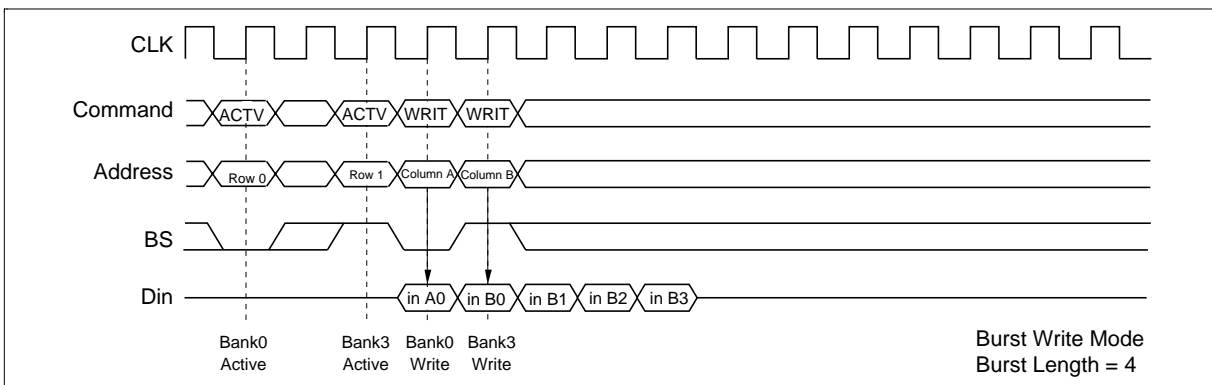 CLK
Command ACTV ACTV WRIT WRIT
Address Row 0 Row 1 Column A Column B
BS
Din in A0 in B0 in B1 in B2 in B3
Bank0 Bank3 Bank0 Bank3
Active Active Write Write
Burst Write Mode
Burst Length = 4